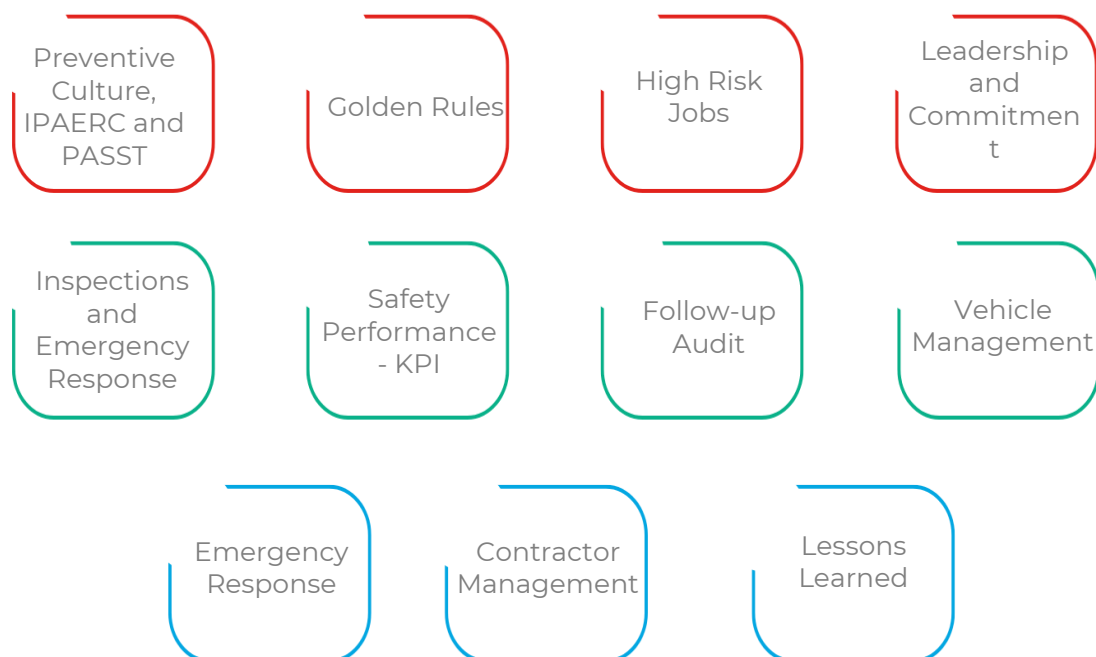 Preventive
Culture,
IPAERC and
PASST
Golden Rules
High Risk
Jobs
Leadership
and
Commitmen
t
Inspections
and
Emergency
Response
Safety
Performance
- KPI
Follow-up
Audit
Vehicle
Management
Emergency
Response
Contractor
Management
Lessons
Learned